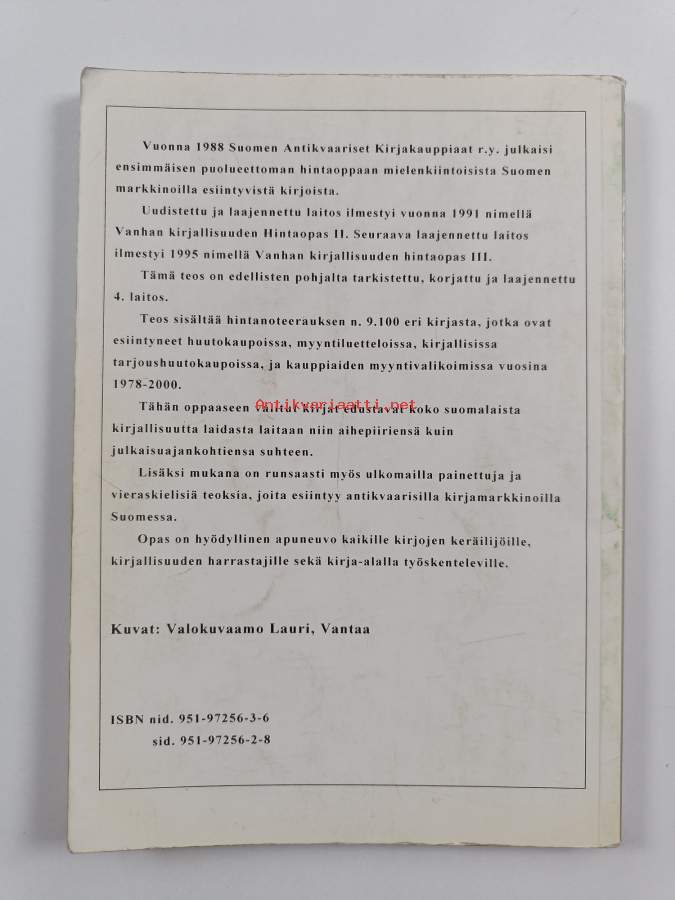 Vuonna 1988 Suomen Antikvaariset Kirjakauppiaat r.y. julkaisi
ensimmäisen puolueettoman hintaoppaan mielenkiintoisista Suomen
markkinoilla esiintyvistä kirjoista.
Uudistettu ja laajennettu laitos ilmestyi vuonna 1991 nimellä
Vanhan kirjallisuuden Hintaopas II. Seuraava laajennettu laitos
ilmestyi 1995 nimellä Vanhan kirjallisuuden hintaopas III.
Tämä teos on edellisten pohjalta tarkistettu, korjattu ja laajennettu
4. laitos.
Teos sisältää hintanoteerauksen n. 9.100 eri kirjasta, jotka ovat
esiintyneet huutokaupoissa, myyntiluetteloissa, kirjallisissa
tarjoushuutokaupoissa, ja kauppiaiden myyntivalikoimissa vuosina
1978-2000.
Antikvariaatti.net
Tähän oppaaseen valitut kirjat edustavat koko suomalaista
kirjallisuutta laidasta laitaan niin aihepiiriensä kuin
julkaisuajankohtiensa suhteen.
Lisäksi mukana on runsaasti myös ulkomailla painettuja ja
vieraskielisiä teoksia, joita esiintyy antikvaarisilla kirjamarkkinoilla
Suomessa.
Opas on hyödyllinen apuneuvo kaikille kirjojen keräilijöille,
kirjallisuuden harrastajille sekä kirja-alalla työskenteleville.
Kuvat: Valokuvaamo Lauri, Vantaa
ISBN nid. 951-97256-3-6
sid. 951-97256-2-8